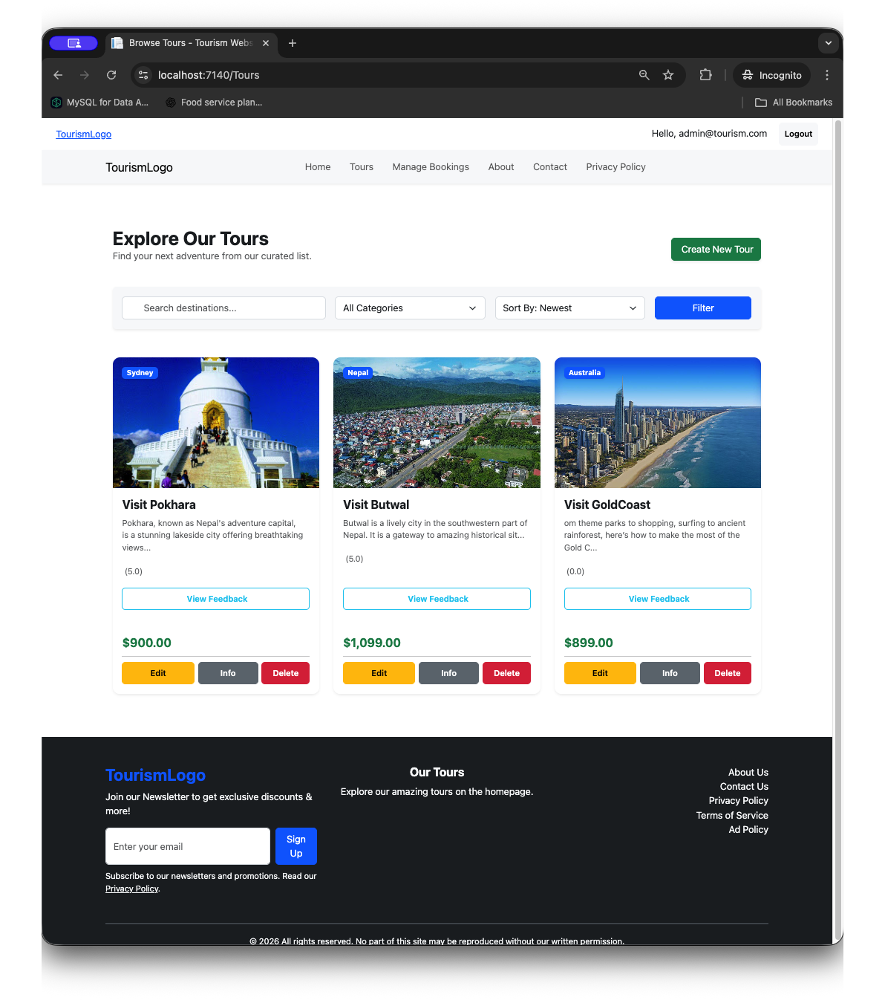 Browse Tours - Tourism Webs
localhost:7140/Tours
Incognito
MySQL for Data A...
Food service plan...
All Bookmarks
TourismLogo
Hello, admin@tourism.com
Logout
TourismLogo
Home
Tours
Manage Bookings
About
Contact
Privacy Policy
Explore Our Tours
Find your next adventure from our curated list.
Create New Tour
Search destinations...
All Categories
Sort By: Newest
Filter
Sydney
Visit Pokhara
Pokhara, known as Nepal's adventure capital,
is a stunning lakeside city offering breathtaking
views...
(5.0)
View Feedback
$900.00
Edit
Info
Delete
Nepal
Visit Butwal
Butwal is a lively city in the southwestern part of
Nepal. It is a gateway to amazing historical sit...
(5.0)
View Feedback
$1,099.00
Edit
Info
Delete
Australia
Visit GoldCoast
om theme parks to shopping, surfing to ancient
rainforest, here's how to make the most of the
Gold C...
(0.0)
View Feedback
$899.00
Edit
Info
Delete
TourismLogo
Join our Newsletter to get exclusive discounts &
more!
Enter your email
Sign
Up
Subscribe to our newsletters and promotions. Read our
Privacy Policy.
Our Tours
Explore our amazing tours on the homepage.
About Us
Contact Us
Privacy Policy
Terms of Service
Ad Policy
© 2026 All rights reserved. No part of this site may be reproduced without our written permission.